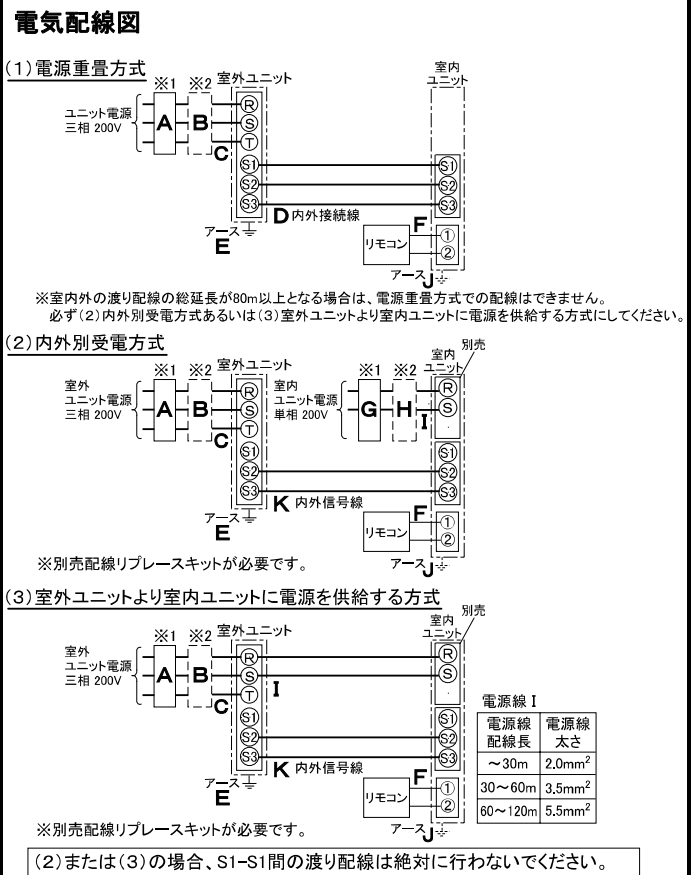 電気配線図
(1)電源重畳方式
※1 ※2 室外ユニット
室内
ユニット
ユニット電源
三相 200V
A B C
R
S
T
S1
S2
S3
S1
S2
S3
D 内外接続線
アース
E
リモコン
F
①
②
アース J
※室内外の渡り配線の総延長が80m以上となる場合は、電源重畳方式での配線はできません。
必ず(2)内外別受電方式あるいは(3)室外ユニットより室内ユニットに電源を供給する方式にしてください。
(2)内外別受電方式
※1 ※2 室外ユニット
※1 ※2
室内
ユニット
別売
室外
ユニット電源
三相 200V
A B C
R
S
T
S1
S2
S3
室内
ユニット電源
単相 200V
G H I
R
S
S1
S2
S3
K 内外信号線
アース
E
リモコン
F
①
②
アース J
※別売配線リプレースキットが必要です。
(3)室外ユニットより室内ユニットに電源を供給する方式
※1 ※2 室外ユニット
室内
ユニット
別売
室外
ユニット電源
三相 200V
A B C
R
S
T
S1
S2
S3
I
R
S
S1
S2
S3
K 内外信号線
アース
E
リモコン
F
①
②
アース J
電源線 I
電源線配線長 電源線太さ
～30m 2.0mm²
30～60m 3.5mm²
60～120m 5.5mm²
※別売配線リプレースキットが必要です。
(2)または(3)の場合、S1-S1間の渡り配線は絶対に行わないでください。